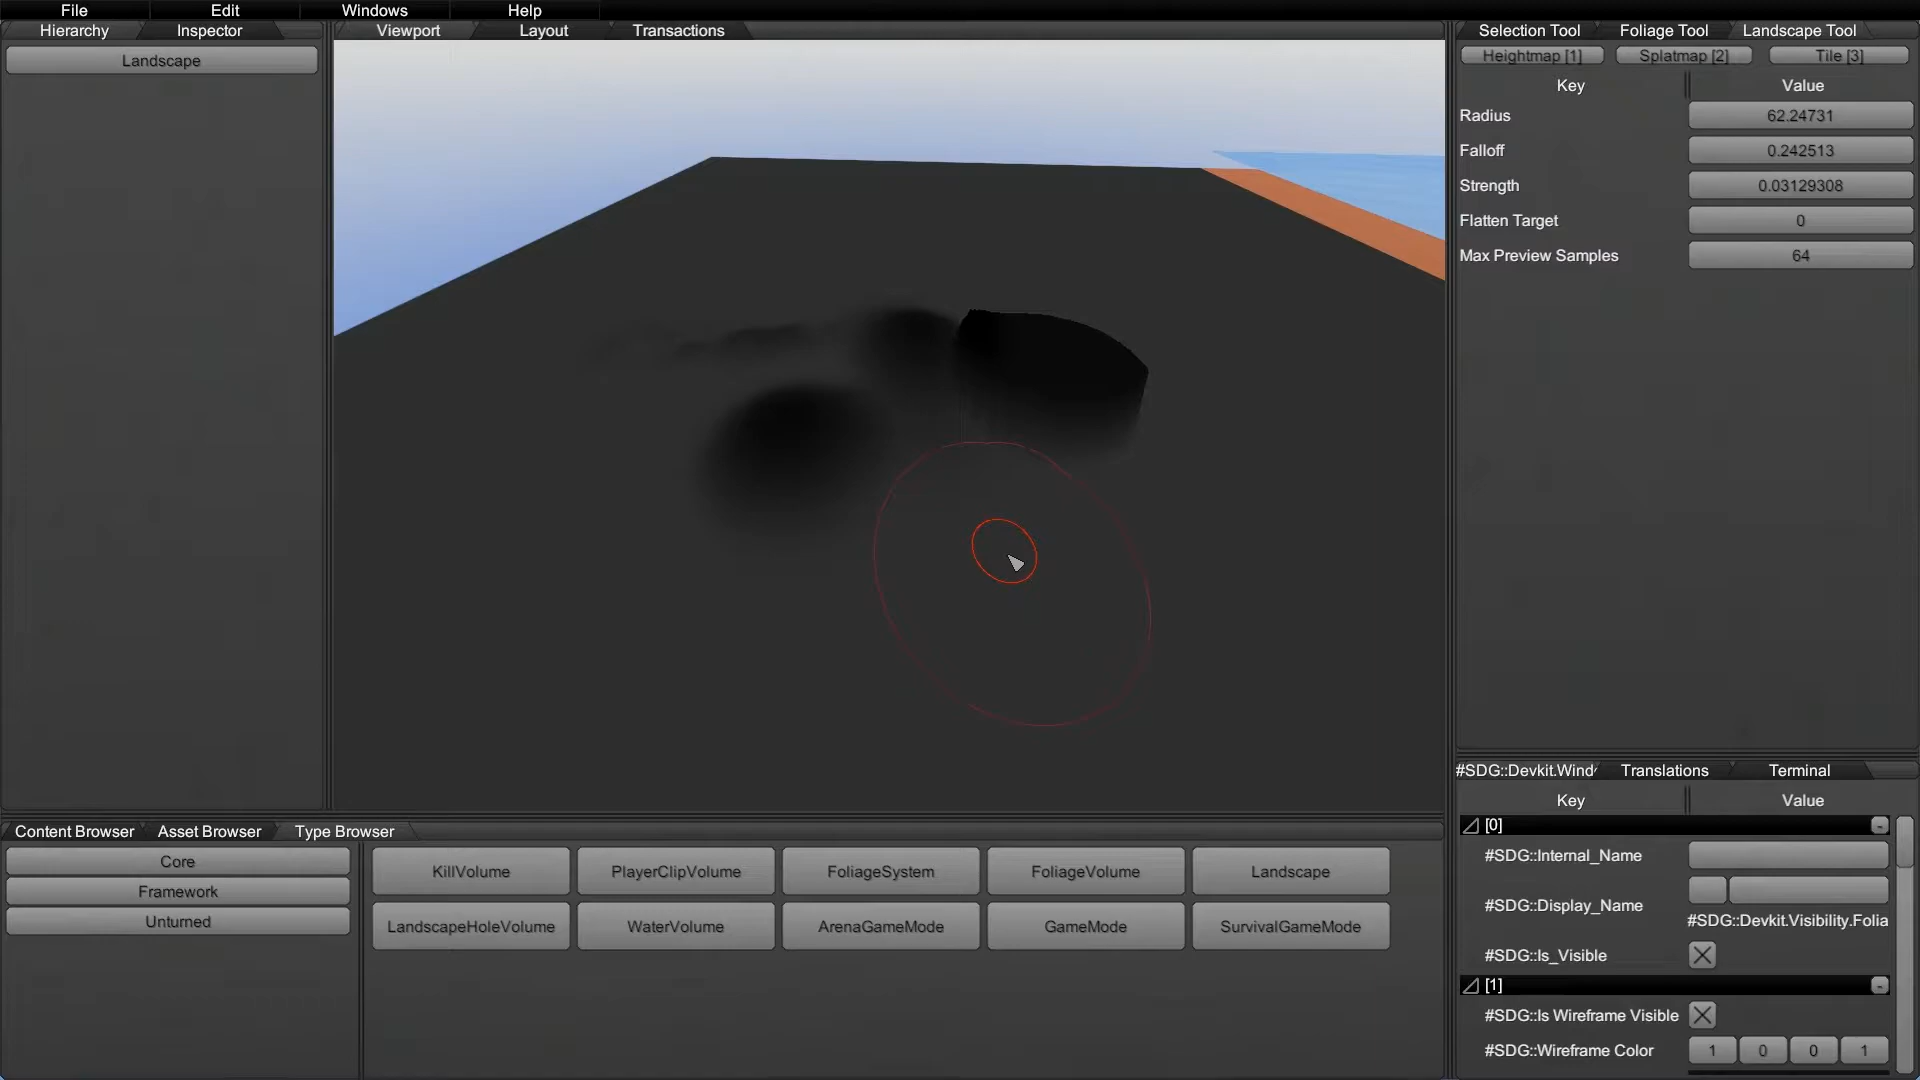 File Edit Windows Help
Hierarchy Inspector
Landscape
Viewport Layout Transactions
Selection Tool Foliage Tool Landscape Tool
Heightmap [1] Splatmap [2] Tile [3]
Key Value
Radius 62.24731
Falloff 0.242513
Strength 0.03129308
Flatten Target 0
Max Preview Samples 64
#SDG::Devkit.Wind Translations Terminal
Key Value
[0] -
#SDG::Internal_Name
#SDG::Display_Name
#SDG::Devkit.Visibility.Folia
#SDG::Is_Visible
[1] -
#SDG::Is Wireframe Visible
#SDG::Wireframe Color 1 0 0 1
Content Browser Asset Browser Type Browser
Core
Framework
Unturned
KillVolume PlayerClipVolume FoliageSystem FoliageVolume Landscape
LandscapeHoleVolume WaterVolume ArenaGameMode GameMode SurvivalGameMode